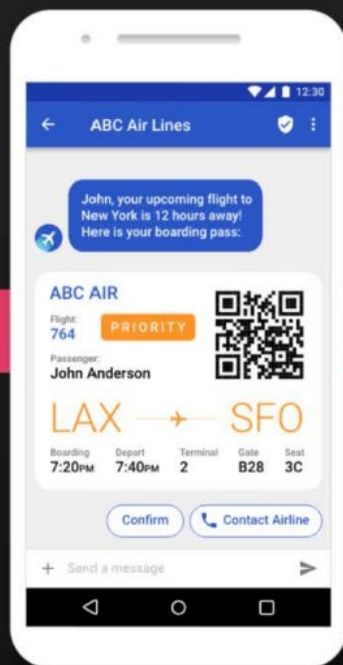 12:30
ABC Air Lines
John, your upcoming flight to
New York is 12 hours away!
Here is your boarding pass:
ABC AIR
Flight:
764
PRIORITY
Passenger:
John Anderson
LAX SFO
Boarding Depart Terminal Gate Seat
7:20PM 7:40PM 2 B28 3C
Confirm Contact Airline
+ Send a message